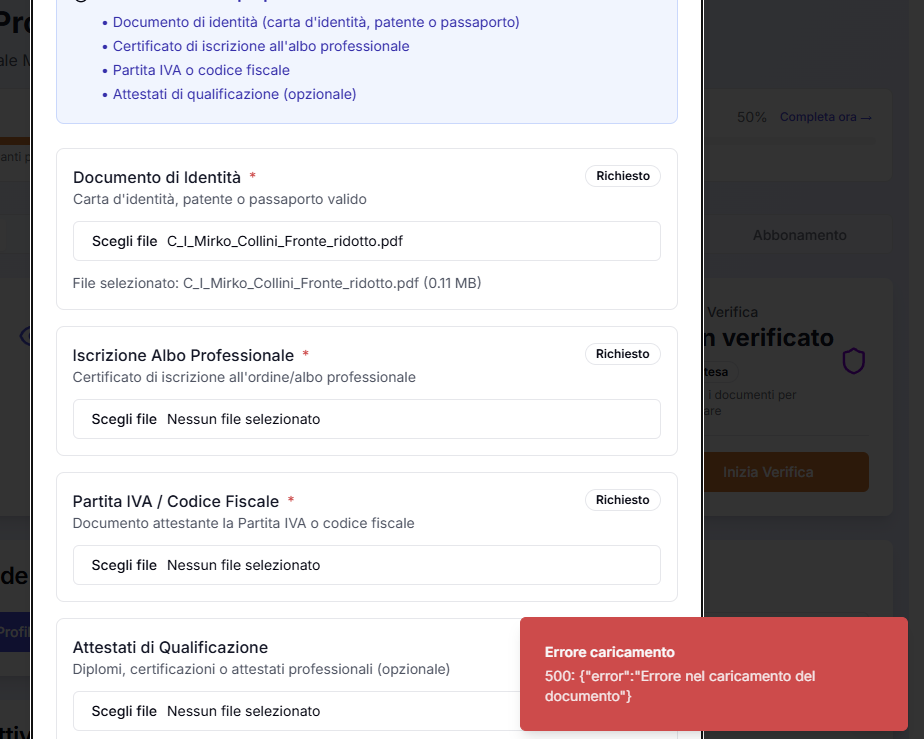 • Documento di identità (carta d'identità, patente o passaporto)
• Certificato di iscrizione all'albo professionale
• Partita IVA o codice fiscale
• Attestati di qualificazione (opzionale)
50% Completa ora →
Documento di Identità *
Richiesto
Carta d'identità, patente o passaporto valido
Scegli file C_I_Mirko_Collini_Fronte_ridotto.pdf
File selezionato: C_I_Mirko_Collini_Fronte_ridotto.pdf (0.11 MB)
Abbonamento
Verifica
n verificato
tesa
i documenti per
are
Inizia Verifica
Iscrizione Albo Professionale *
Richiesto
Certificato di iscrizione all'ordine/albo professionale
Scegli file Nessun file selezionato
Partita IVA / Codice Fiscale *
Richiesto
Documento attestante la Partita IVA o codice fiscale
Scegli file Nessun file selezionato
Attestati di Qualificazione
Diplomi, certificazioni o attestati professionali (opzionale)
Scegli file Nessun file selezionato
Errore caricamento
500: {"error":"Errore nel caricamento del
documento"}